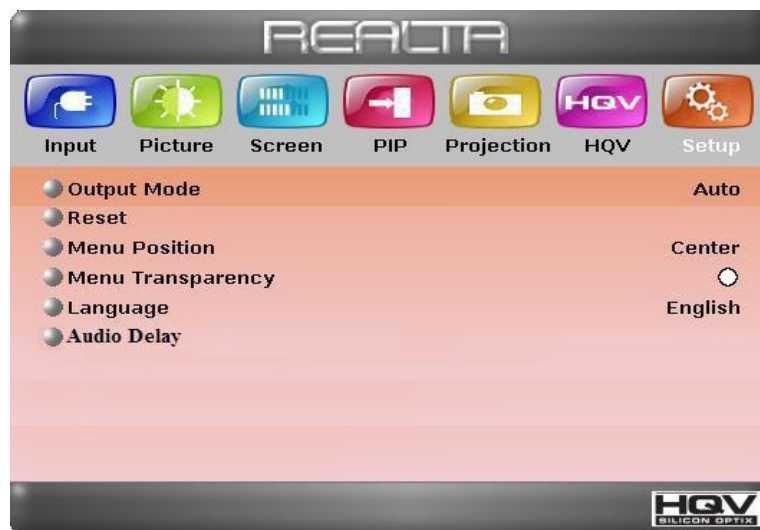 REALTA
HQV
Input Picture Screen PIP Projection HQV Setup
Output Mode Auto
Reset
Menu Position Center
Menu Transparency
Language English
Audio Delay
HQV
SILICON OPTIX